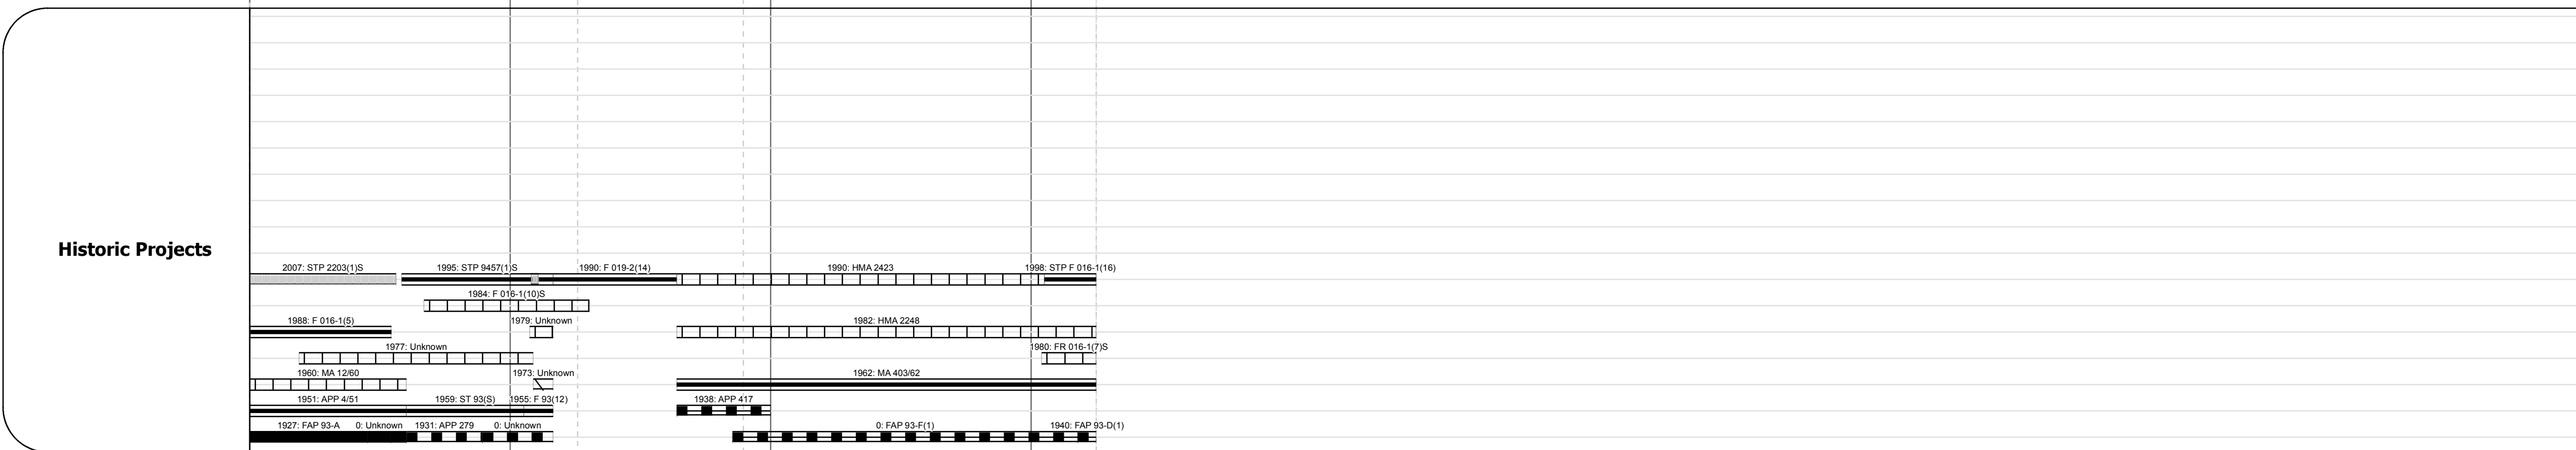 Historic Projects
2007: STP 2203(1)S 1995: STP 9457(1)S 1990: F 019-2(14) 1990: HMA 2423 1998: STP F 016-1(16)
1984: F 016-1(10)S
1988: F 016-1(5) 1979: Unknown 1982: HMA 2248
1977: Unknown 1980: FR 016-1(7)S
1960: MA 12/60 1973: Unknown 1962: MA 403/62
1951: APP 4/51 1959: ST 93(S) 1955: F 93(12) 1938: APP 417
1927: FAP 93-A 0: Unknown 1931: APP 279 0: Unknown 0: FAP 93-F(1) 1940: FAP 93-D(1)